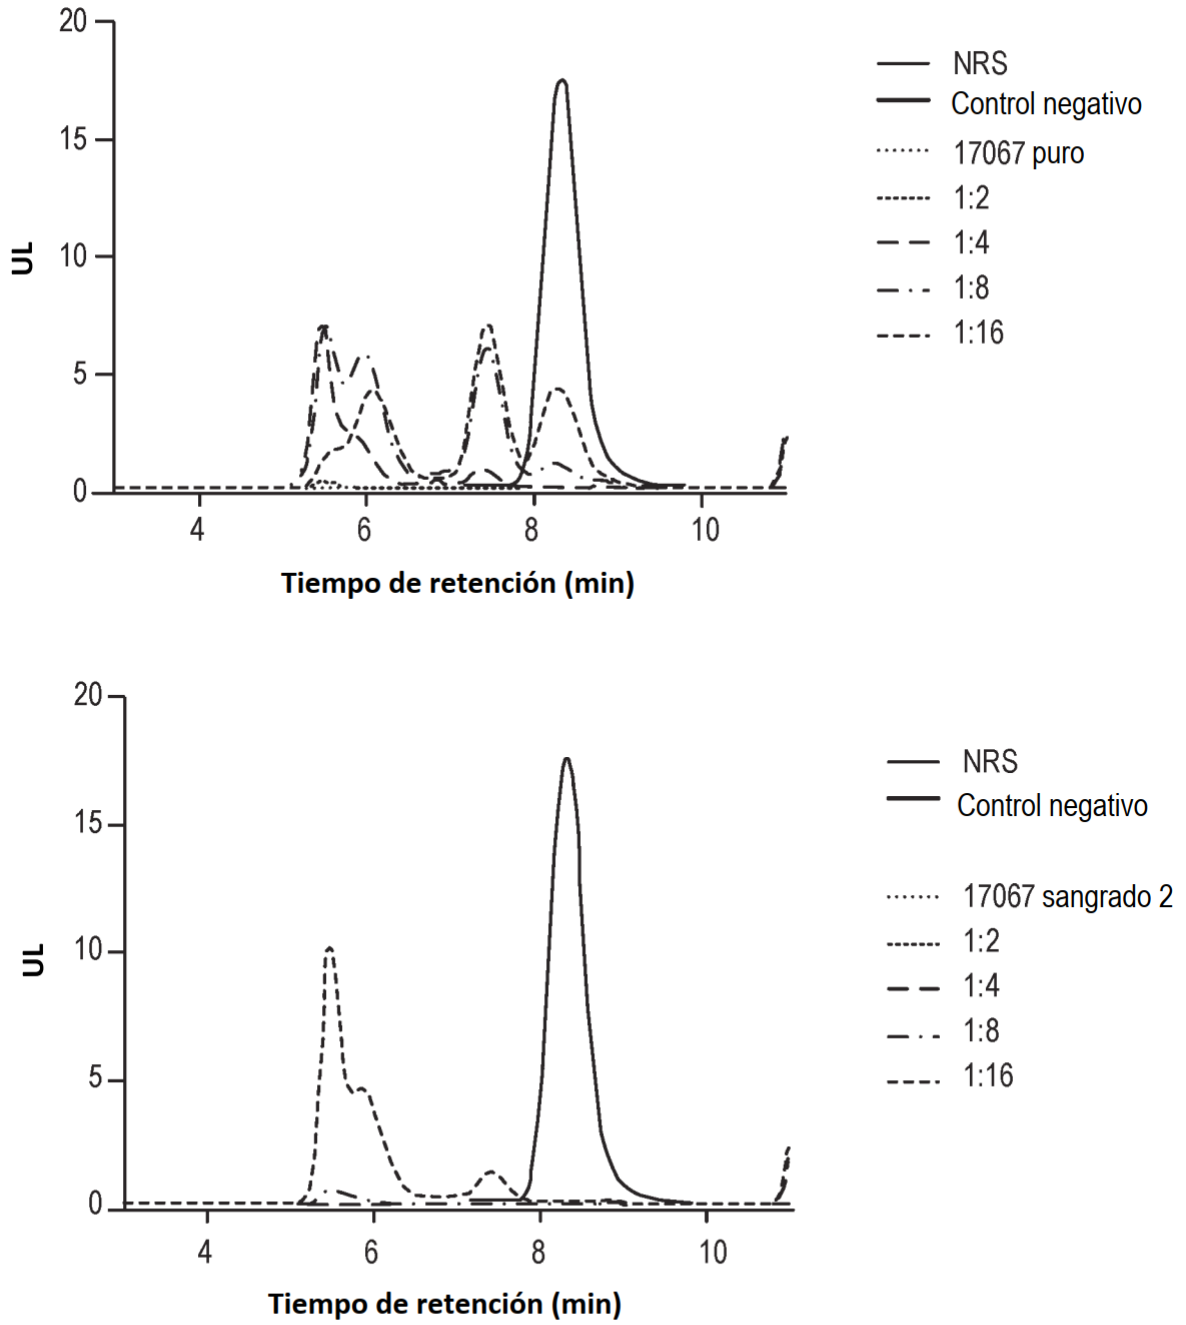 20
15
10
5
0
UL
4
6
8
10
Tiempo de retención (min)
NRS
Control negativo
17067 puro
1:2
1:4
1:8
1:16
20
15
10
5
0
UL
4
6
8
10
Tiempo de retención (min)
NRS
Control negativo
17067 sangrado 2
1:2
1:4
1:8
1:16